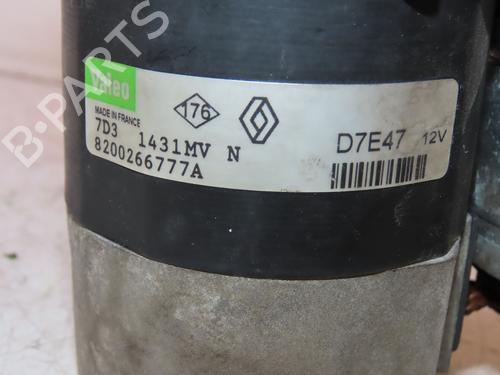 Valeo
MADE IN FRANCE
176
7D3 1431MV N
8200266777A
D7E47 12V
B-PARTS